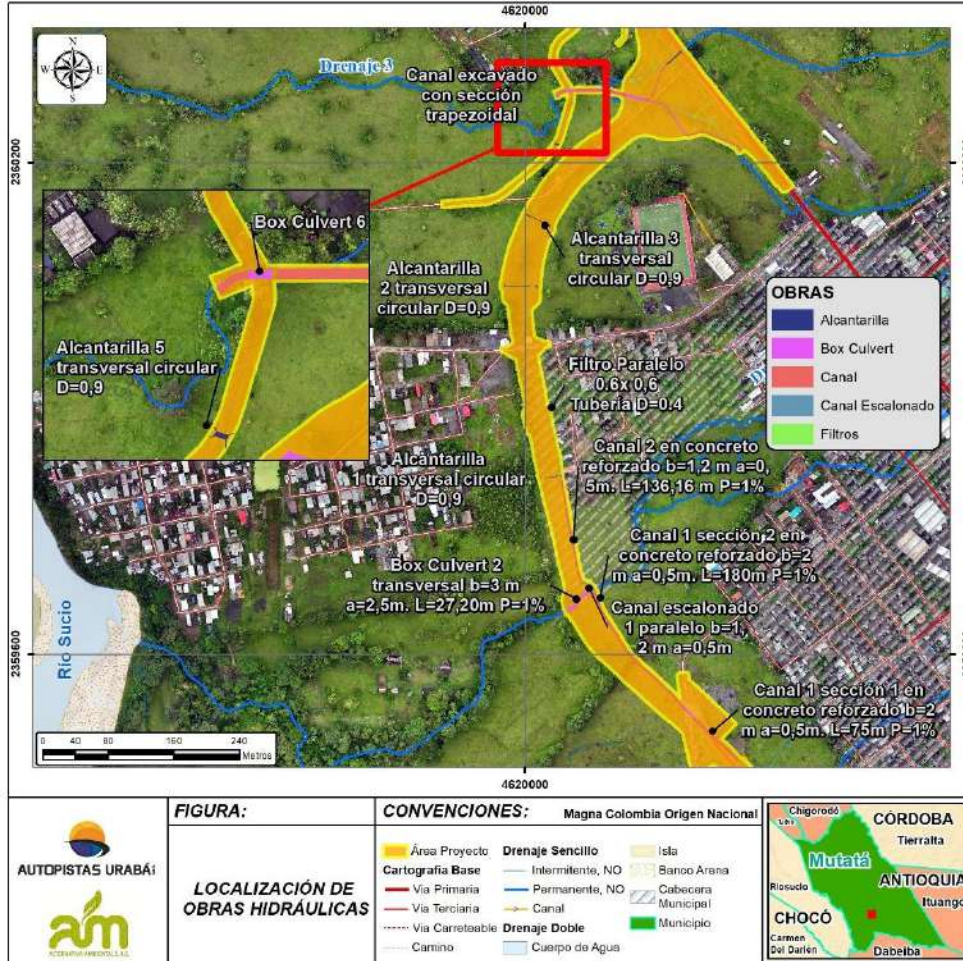 4620000
N
W E
S
Drenaje 3
Canal excavado
con sección
trapezoidal
2360200
Box Culvert 6
Alcantarilla 5
transversal circular
D=0,9
Alcantarilla
2 transversal
circular D=0,9
Alcantarilla 3
transversal
circular D=0,9
OBRAS
Alcantarilla
Box Culvert
Canal
Canal Escalonado
Filtros
Filtro Paralelo
0.6x 0,6
Tubería D=0.4
Alcantarilla
1 transversal circular
D=0,9
Canal 2 en concreto
reforzado b=1,2 m a=0,
5m. L=136,16 m P=1%
Box Culvert 2
transversal b=3 m
a=2,5m. L=27,20m P=1%
Canal 1 sección 2 en
concreto reforzado b=2
m a=0,5m. L=180m P=1%
Canal escalonado
1 paralelo b=1,
2 m a=0,5m
2359600
Río Sucio
Canal 1 sección 1 en
concreto reforzado b=2
m a=0,5m. L=75m P=1%
0 40 80 160 240
Metros
4620000
AUTOPISTAS URABÁ
am
ALTERNATIVA AMBIENTAL S.A.S.
FIGURA:
LOCALIZACIÓN DE
OBRAS HIDRÁULICAS
CONVENCIONES: Magna Colombia Origen Nacional
Área Proyecto
Cartografia Base
Via Primaria
Via Terciaria
Via Carreteable
Camino
Drenaje Sencillo
Intermitente, NO
Permanente, NO
Canal
Drenaje Doble
Cuerpo de Agua
Isla
Banco Arena
Cabecera
Municipal
Municipio
Chigorodó
CÓRDOBA
Tierralta
Mutatá
ANTIOQUIA
Riosucio
Ituango
CHOCÓ
Carmen
Del Darién
Dabeiba